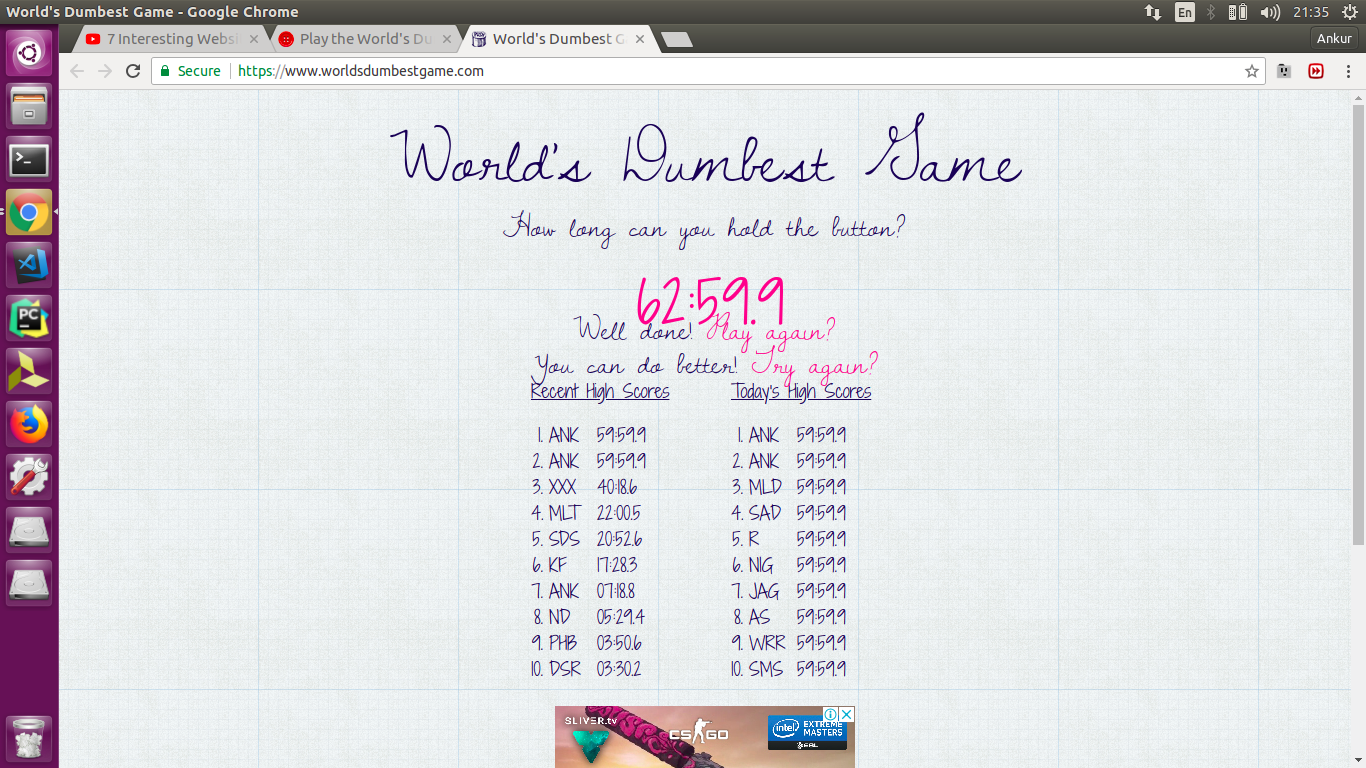 World's Dumbest Game - Google Chrome
En
21:35
7 Interesting Websi
Play the World's Du
World's Dumbest G
Ankur
Secure
https://www.worldsdumbestgame.com
World's Dumbest Game
How long can you hold the button?
62:59.9
Well done! Play again?
You can do better! Try again?
Recent High Scores
1. ANK 59:59.9
2. ANK 59:59.9
3. XXX 40:18.6
4. MLT 22:00.5
5. SDS 20:52.6
6. KF 17:28.3
7. ANK 07:18.8
8. ND 05:29.4
9. PHB 03:50.6
10. DSR 03:30.2
Today's High Scores
1. ANK 59:59.9
2. ANK 59:59.9
3. MLD 59:59.9
4. SAD 59:59.9
5. R 59:59.9
6. NIG 59:59.9
7. JAG 59:59.9
8. AS 59:59.9
9. WRR 59:59.9
10. SMS 59:59.9
SLIVER.tv
CS:GO
intel EXTREME MASTERS
ESL
PC